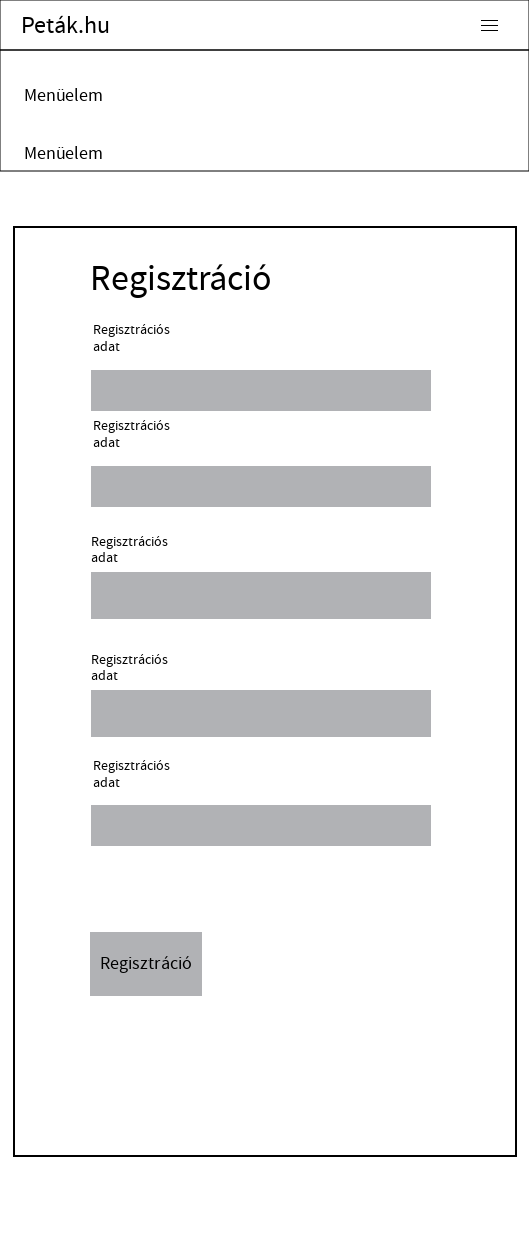 Peták.hu
Menüelem
Menüelem
Regisztráció
Regisztrációs
adat
Regisztrációs
adat
Regisztrációs
adat
Regisztrációs
adat
Regisztrációs
adat
Regisztráció